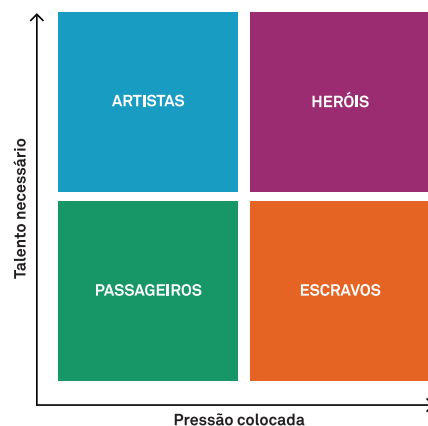 Talento necessário
ARTISTAS
HERÓIS
PASSAGEIROS
ESCRAVOS
Pressão colocada